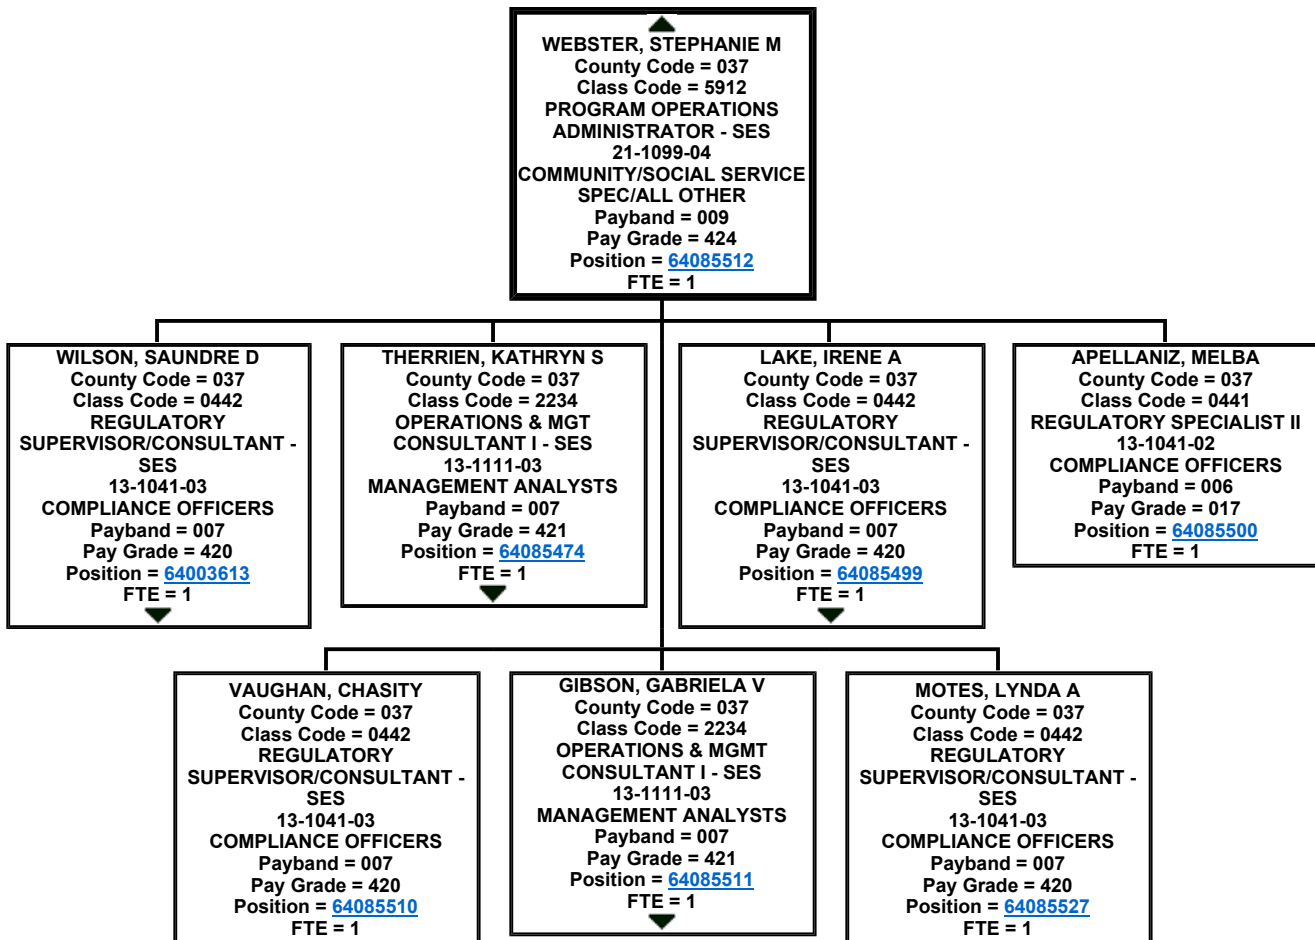 WEBSTER, STEPHANIE M
County Code = 037
Class Code = 5912
PROGRAM OPERATIONS
ADMINISTRATOR - SES
21-1099-04
COMMUNITY/SOCIAL SERVICE
SPEC/ALL OTHER
Payband = 009
Pay Grade = 424
Position = 64085512
FTE = 1
WILSON, SAUNDRE D
County Code = 037
Class Code = 0442
REGULATORY
SUPERVISOR/CONSULTANT -
SES
13-1041-03
COMPLIANCE OFFICERS
Payband = 007
Pay Grade = 420
Position = 64003613
FTE = 1
THERRIEN, KATHRYN S
County Code = 037
Class Code = 2234
OPERATIONS & MGT
CONSULTANT I - SES
13-1111-03
MANAGEMENT ANALYSTS
Payband = 007
Pay Grade = 421
Position = 64085474
FTE = 1
LAKE, IRENE A
County Code = 037
Class Code = 0442
REGULATORY
SUPERVISOR/CONSULTANT -
SES
13-1041-03
COMPLIANCE OFFICERS
Payband = 007
Pay Grade = 420
Position = 64085499
FTE = 1
APELLANIZ, MELBA
County Code = 037
Class Code = 0441
REGULATORY SPECIALIST II
13-1041-02
COMPLIANCE OFFICERS
Payband = 006
Pay Grade = 017
Position = 64085500
FTE = 1
VAUGHAN, CHASITY
County Code = 037
Class Code = 0442
REGULATORY
SUPERVISOR/CONSULTANT -
SES
13-1041-03
COMPLIANCE OFFICERS
Payband = 007
Pay Grade = 420
Position = 64085510
FTE = 1
GIBSON, GABRIELA V
County Code = 037
Class Code = 2234
OPERATIONS & MGMT
CONSULTANT I - SES
13-1111-03
MANAGEMENT ANALYSTS
Payband = 007
Pay Grade = 421
Position = 64085511
FTE = 1
MOTES, LYNDA A
County Code = 037
Class Code = 0442
REGULATORY
SUPERVISOR/CONSULTANT -
SES
13-1041-03
COMPLIANCE OFFICERS
Payband = 007
Pay Grade = 420
Position = 64085527
FTE = 1